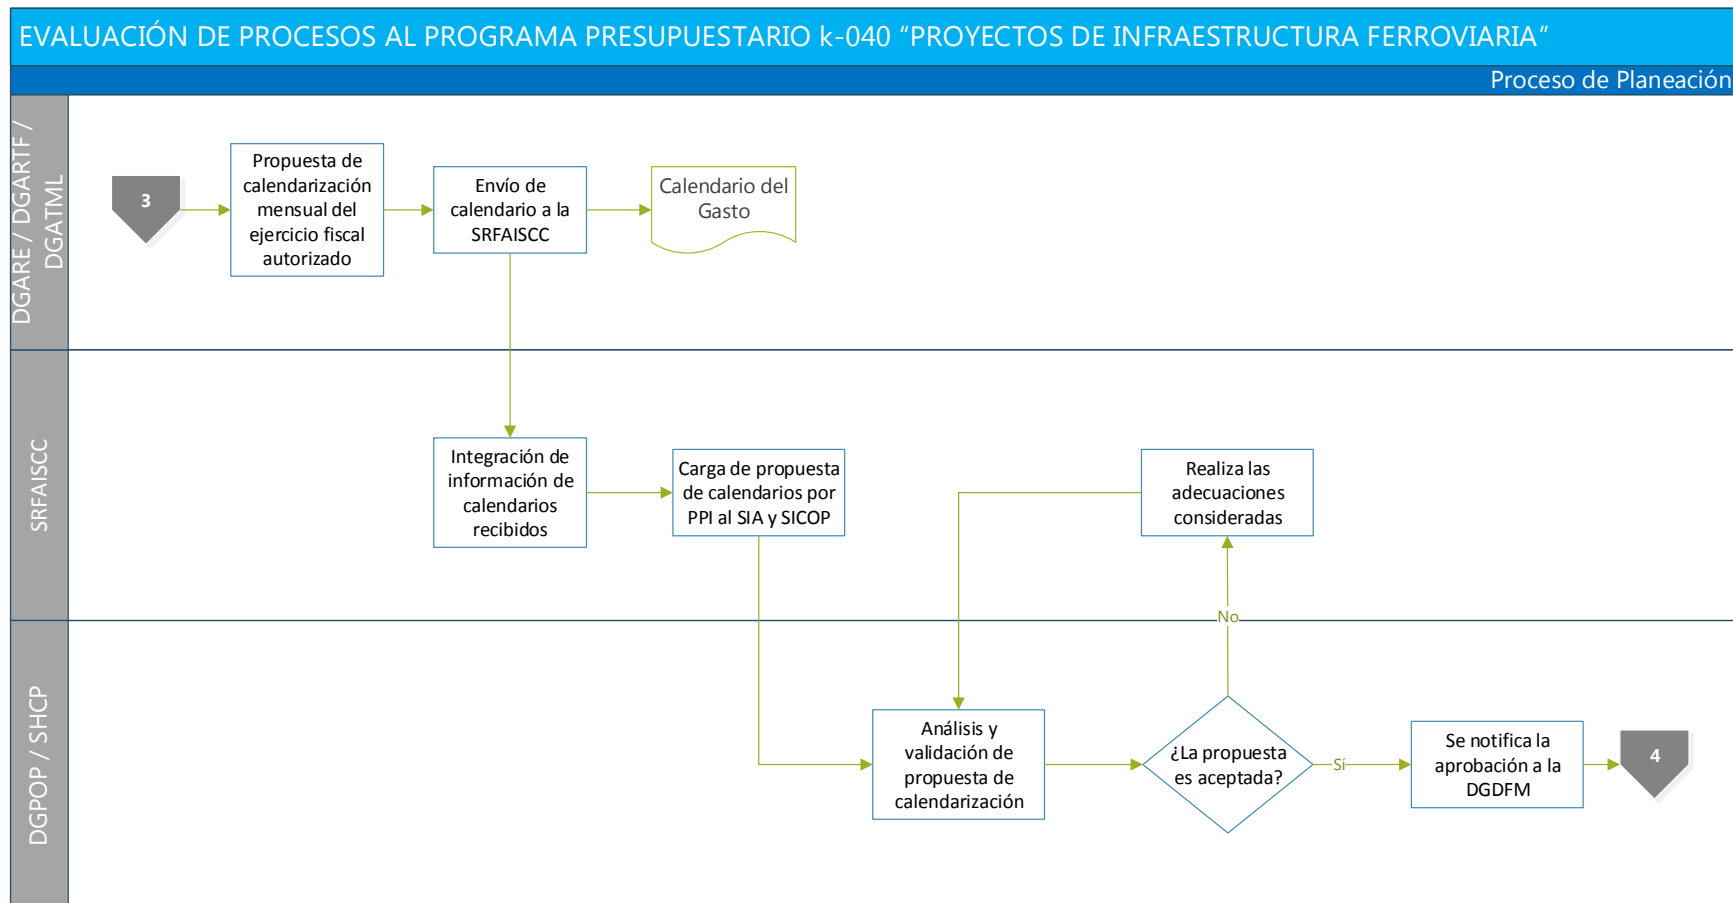 EVALUACIÓN DE PROCESOS AL PROGRAMA PRESUPUESTARIO k-040 “PROYECTOS DE INFRAESTRUCTURA FERROVIARIA”
Proceso de Planeación
DGARE / DGARTF /
DGATML
3
Propuesta de
calendarización
mensual del
ejercicio fiscal
autorizado
Envío de
calendario a la
SRFAISCC
Calendario del
Gasto
SRFAISCC
Integración de
información de
calendarios
recibidos
Carga de propuesta
de calendarios por
PPI al SIA y SICOP
Realiza las
adecuaciones
consideradas
No
DGPOP / SHCP
Análisis y
validación de
propuesta de
calendarización
¿La propuesta
es aceptada?
Sí
Se notifica la
aprobación a la
DGDFM
4